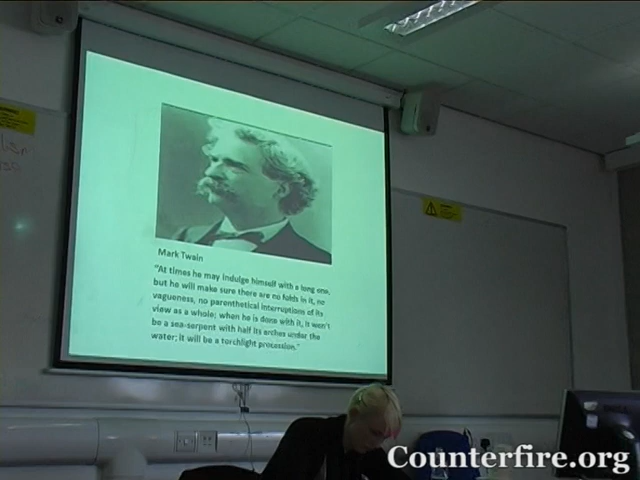 Mark Twain
"At times he may indulge himself with a long one,
but he will make sure there are no folds in it, no
vagueness, no parenthetical interruptions of its
view as a whole; when he is done with it, it won't
be a sea-serpent with half its arches under the
water; it will be a torchlight procession."
Counterfire.org